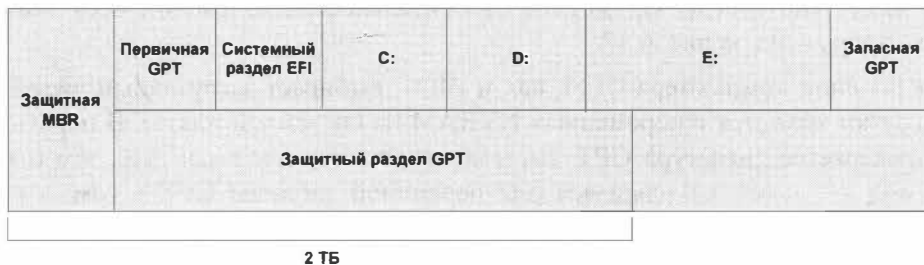 Защитная
MBR
Первичная
GPT
Системный
раздел EFI
C:
D:
E:
Запасная
GPT
Защитный раздел GPT
2 ТБ